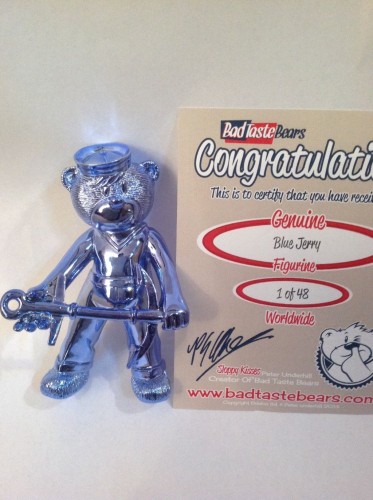 BadTasteBears
Congratulati
This is to certify that you have receiv
Genuine
Blue Jerry
Figurine
1 of 48
Worldwide
Sloppy Kisses, Peter Underhill
Creator Of Bad Taste Bears
www.badtastebears.com